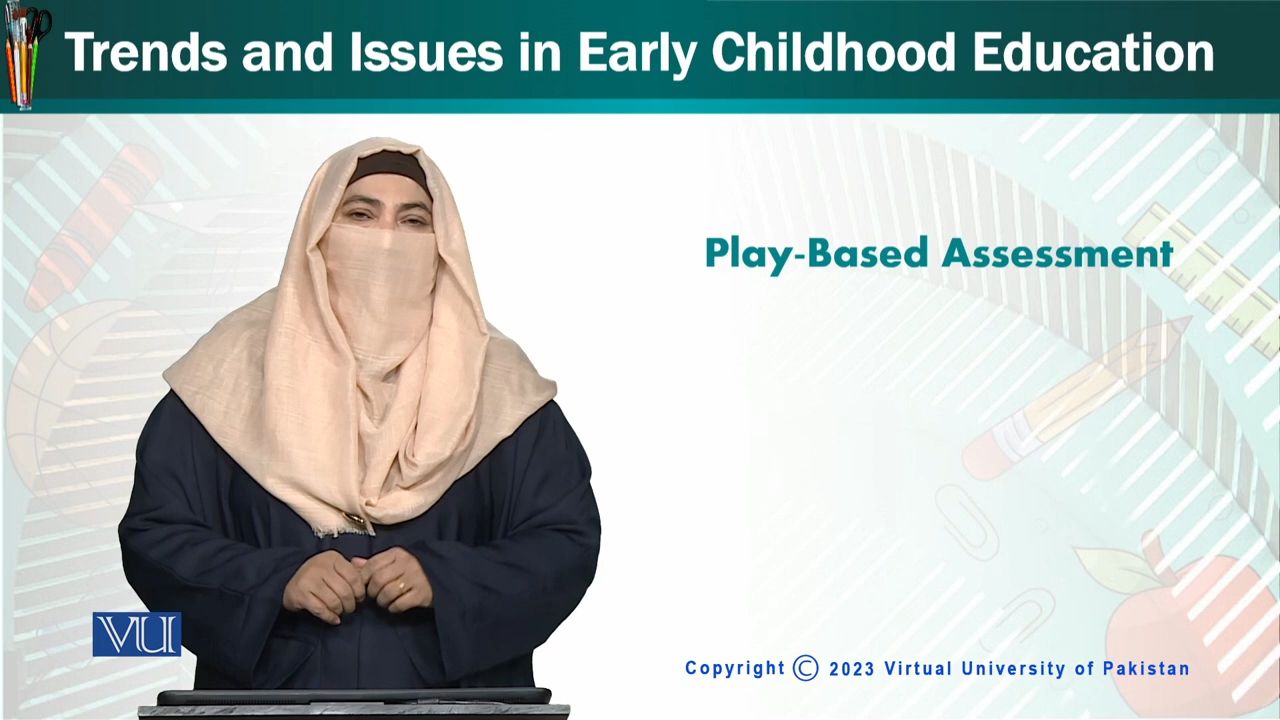 Trends and Issues in Early Childhood Education
Play-Based Assessment
VU
Copyright © 2023 Virtual University of Pakistan